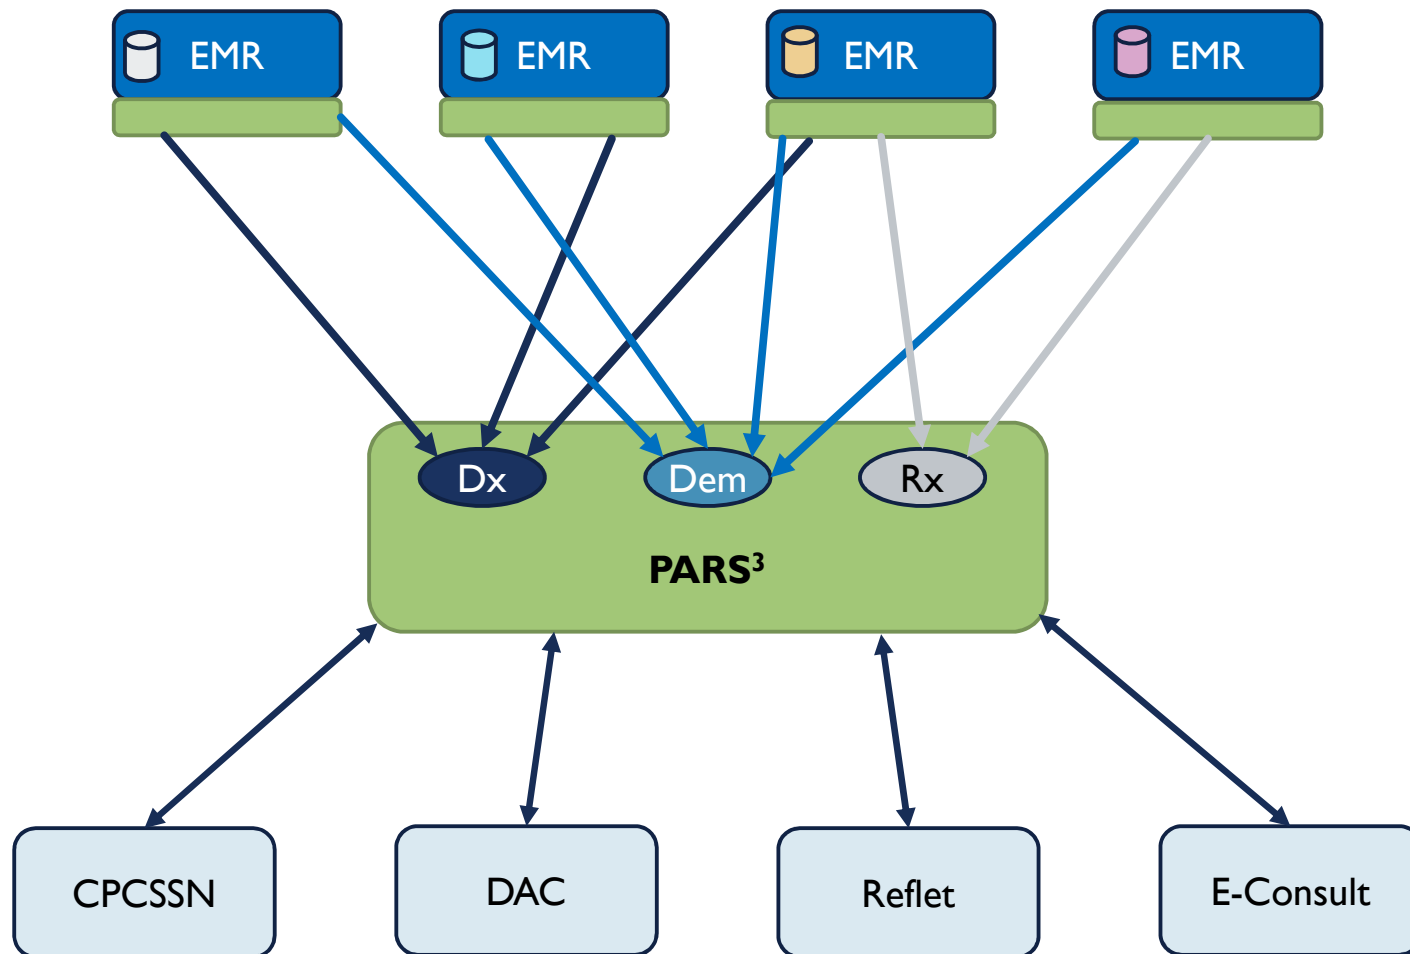 EMR
EMR
EMR
EMR
Dx
Dem
Rx
PARS³
CPCSSN
DAC
Reflet
E-Consult